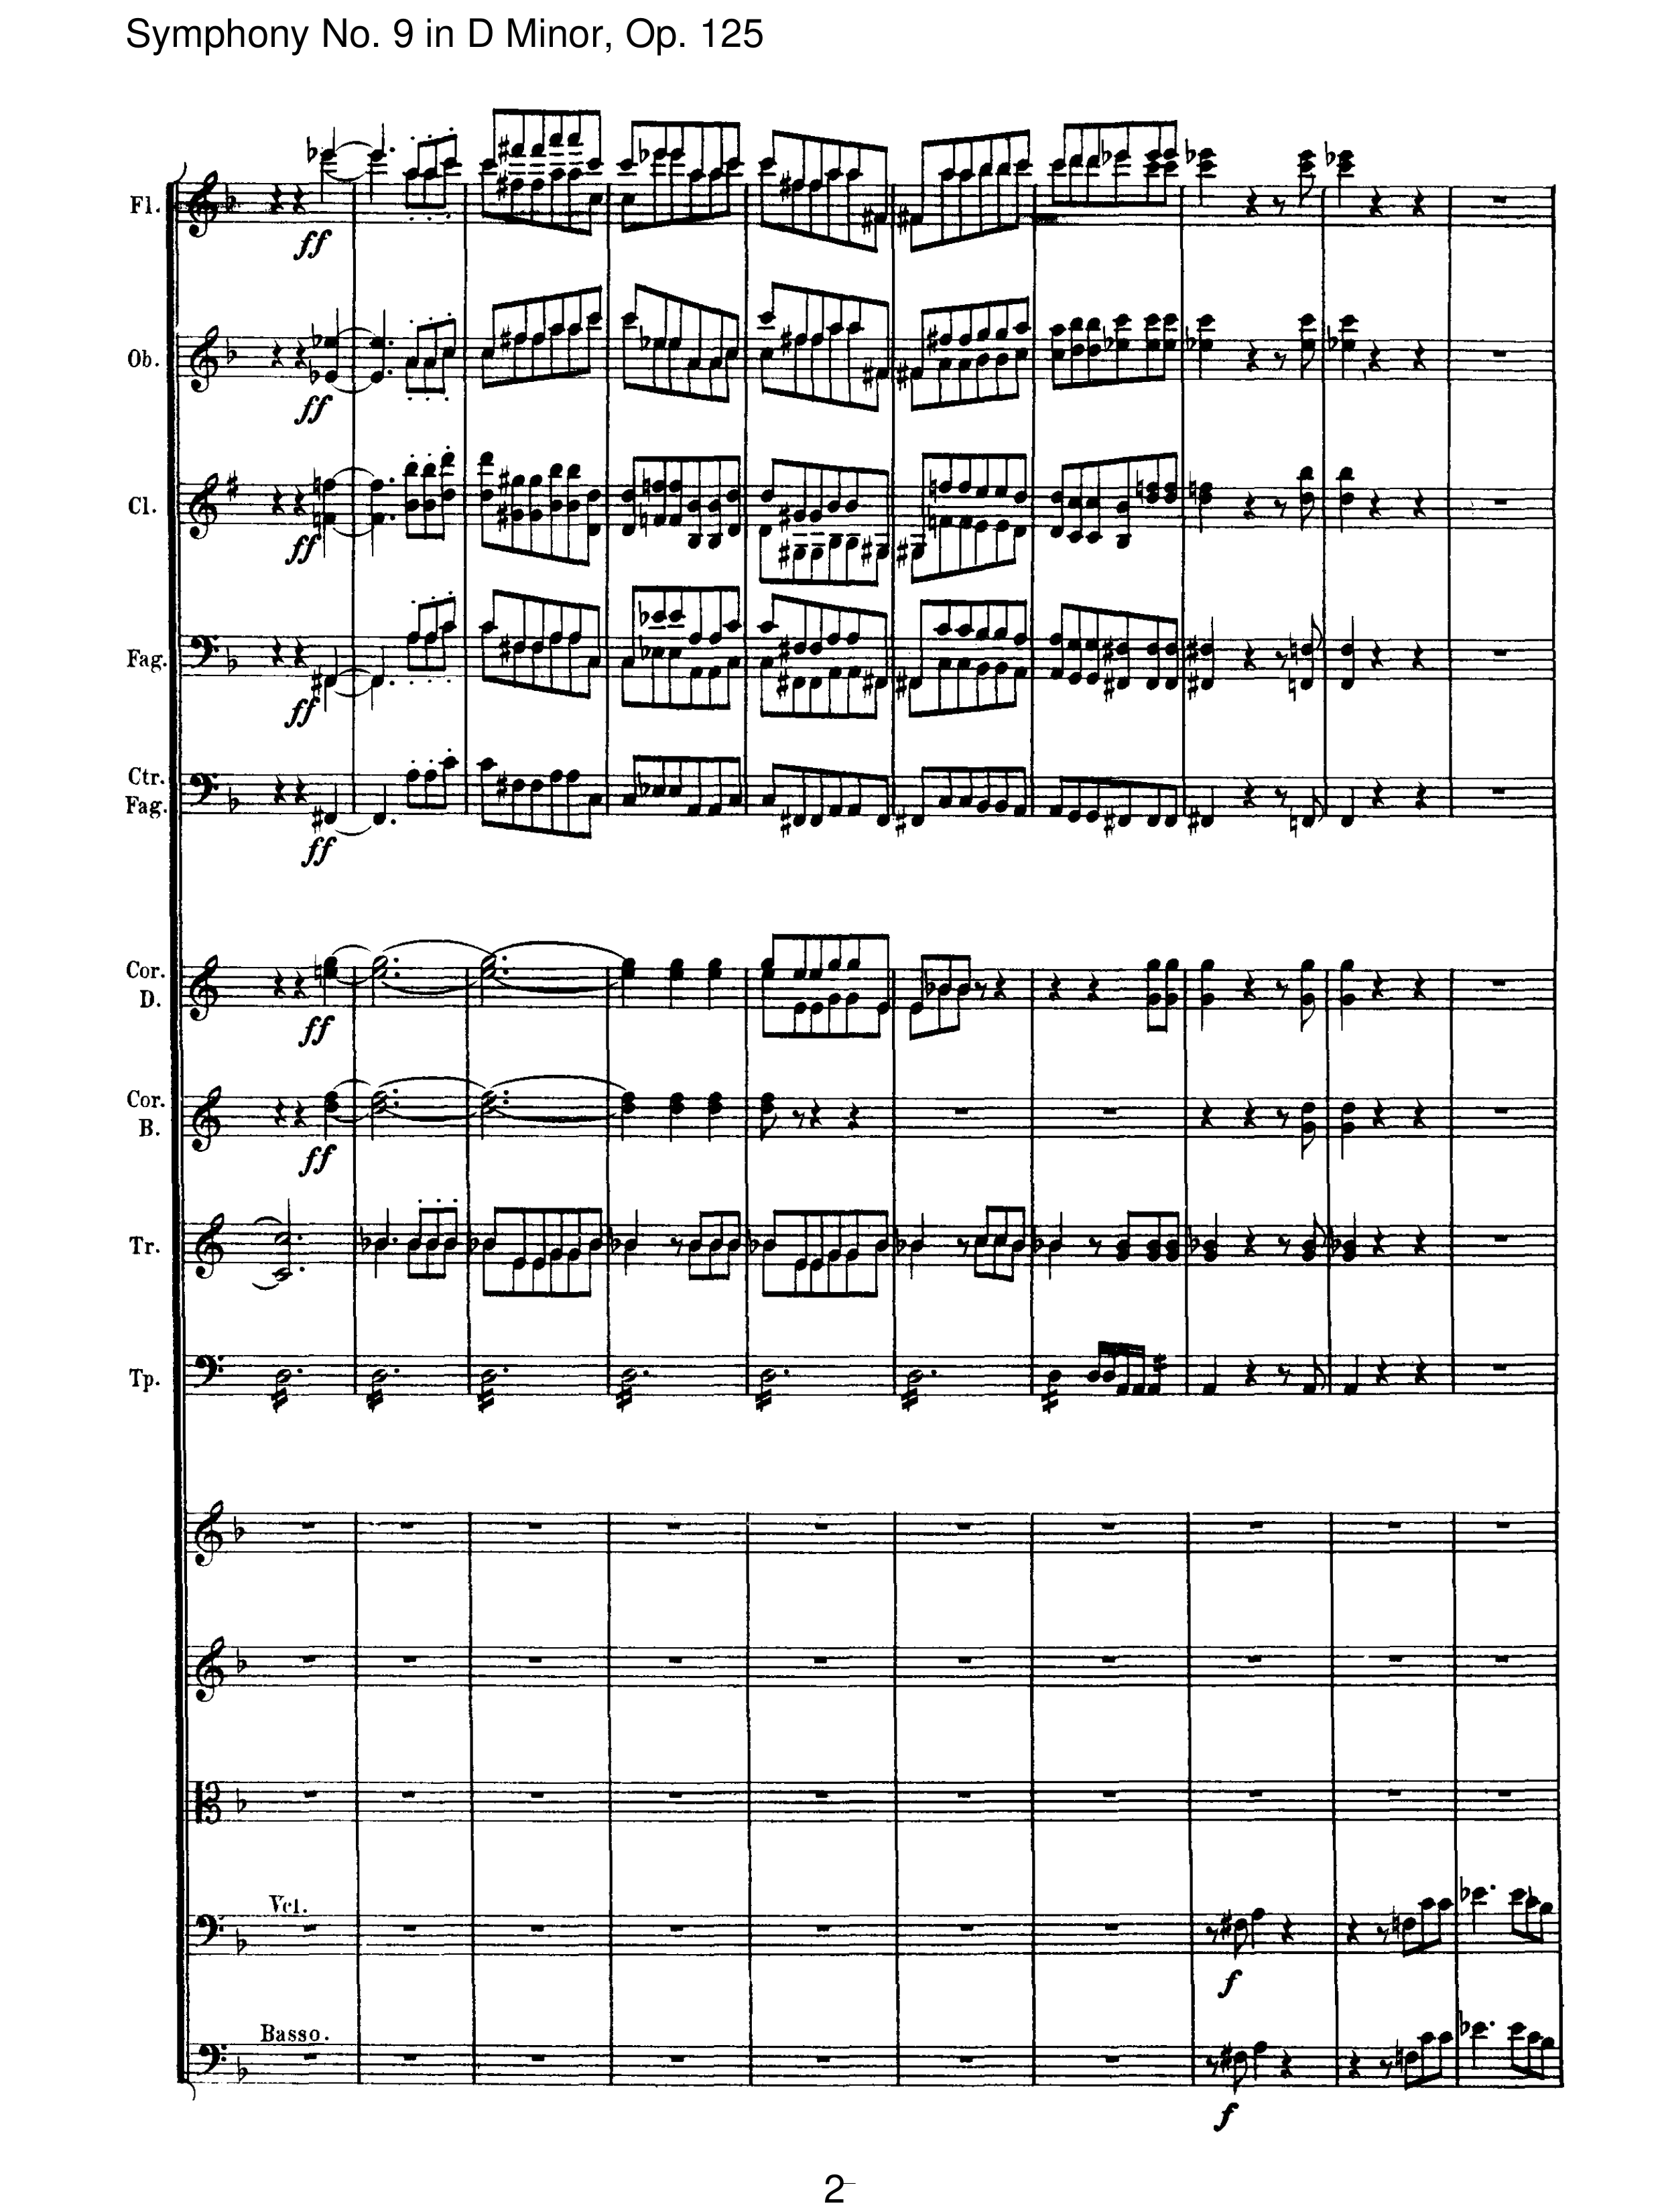 Symphony No. 9 in D Minor, Op. 125
Fl.
ff
Ob.
ff
Cl.
ff
Fag.
ff
Ctr.
Fag.
ff
Cor.
D.
ff
Cor.
B.
ff
Tr.
Tp.
Vcl.
f
Basso.
f
2